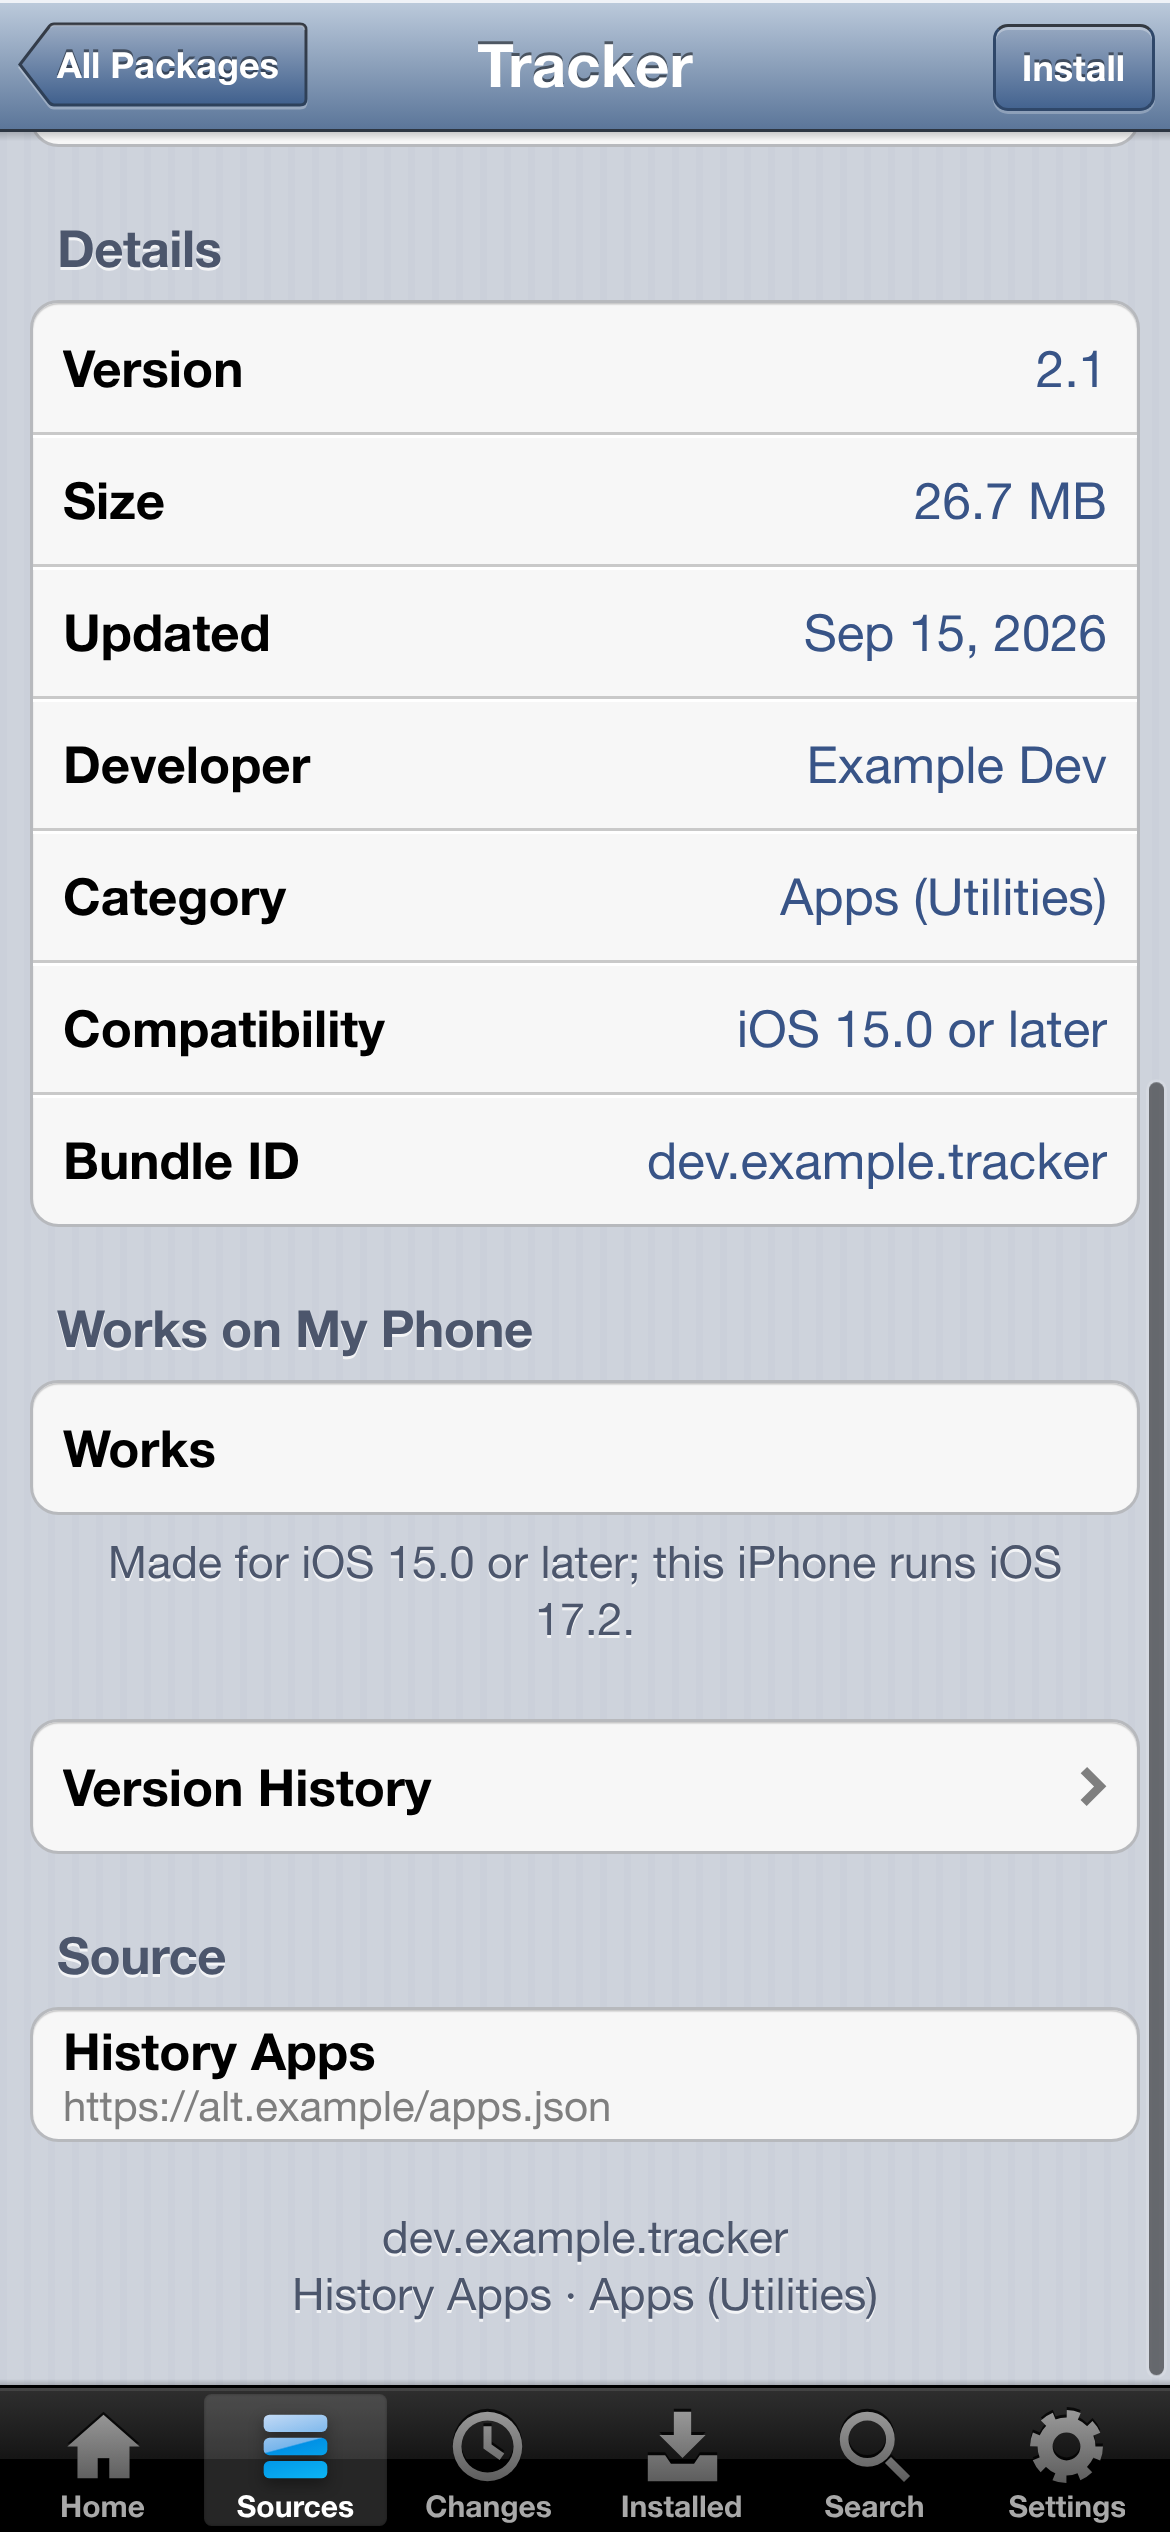 All Packages
Tracker
Install
Details
Version
2.1
Size
26.7 MB
Updated
Sep 15, 2026
Developer
Example Dev
Category
Apps (Utilities)
Compatibility
iOS 15.0 or later
Bundle ID
dev.example.tracker
Works on My Phone
Works
Made for iOS 15.0 or later; this iPhone runs iOS
17.2.
Version History
Source
History Apps
https://alt.example/apps.json
dev.example.tracker
History Apps · Apps (Utilities)
Home
Sources
Changes
Installed
Search
Settings